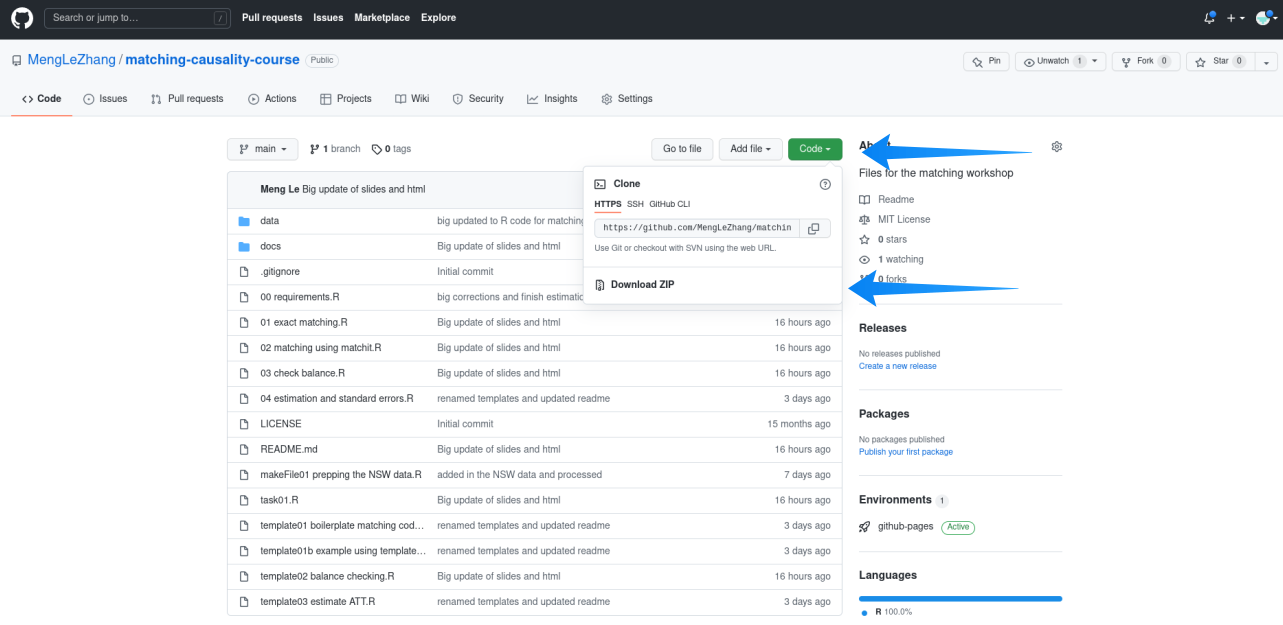 Search or jump to… /
Pull requests Issues Marketplace Explore
MengLeZhang / matching-causality-course Public
Pin Unwatch 1 Fork 0 Star 0
Code Issues Pull requests Actions Projects Wiki Security Insights Settings
main 1 branch 0 tags
Go to file Add file Code
Clone
HTTPS SSH GitHub CLI
https://github.com/MengLeZhang/matchin
Use Git or checkout with SVN using the web URL.
Download ZIP
Meng Le Big update of slides and html
data big updated to R code for matching
docs Big update of slides and html
.gitignore Initial commit
00 requirements.R big corrections and finish estimatio
01 exact matching.R Big update of slides and html 16 hours ago
02 matching using matchit.R Big update of slides and html 16 hours ago
03 check balance.R Big update of slides and html 16 hours ago
04 estimation and standard errors.R renamed templates and updated readme 3 days ago
LICENSE Initial commit 15 months ago
README.md Big update of slides and html 16 hours ago
makeFile01 prepping the NSW data.R added in the NSW data and processed 7 days ago
task01.R Big update of slides and html 16 hours ago
template01 boilerplate matching cod… renamed templates and updated readme 3 days ago
template01b example using template… renamed templates and updated readme 3 days ago
template02 balance checking.R Big update of slides and html 16 hours ago
template03 estimate ATT.R renamed templates and updated readme 3 days ago
Files for the matching workshop
Readme
MIT License
0 stars
1 watching
0 forks
Releases
No releases published
Create a new release
Packages
No packages published
Publish your first package
Environments 1
github-pages Active
Languages
R 100.0%